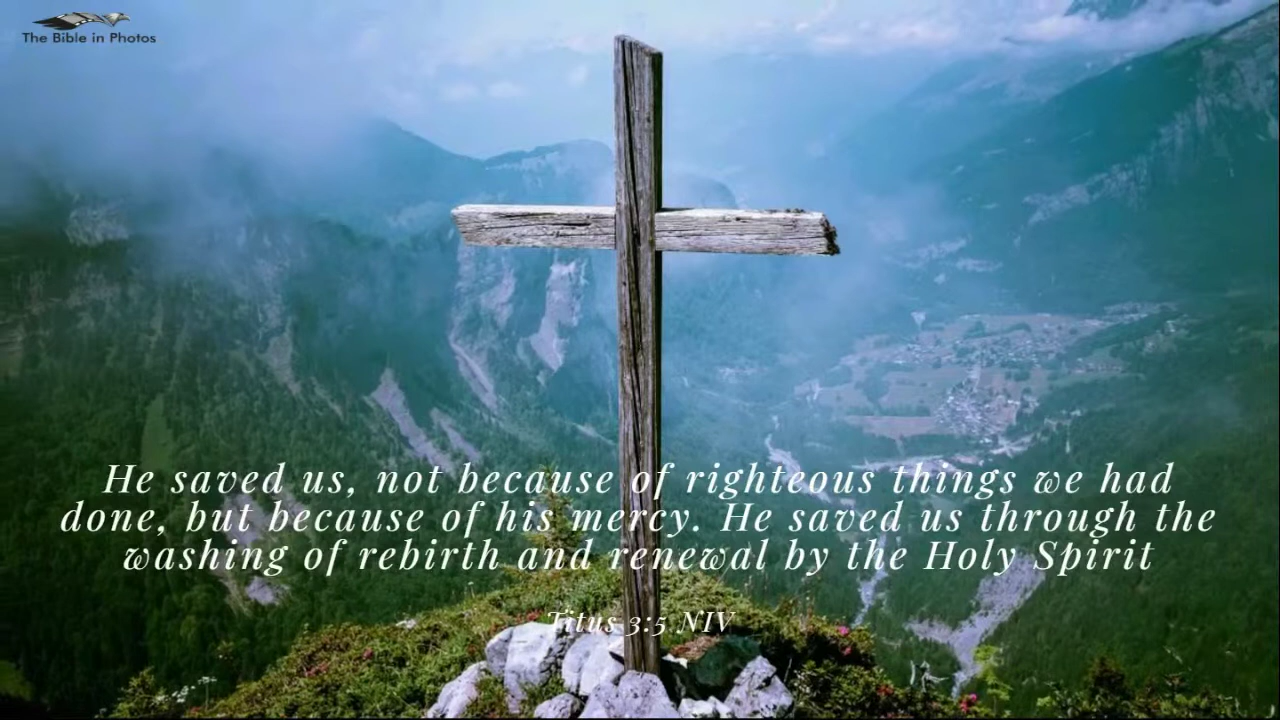 The Bible in Photos
He saved us, not because of righteous things we had
done, but because of his mercy. He saved us through the
washing of rebirth and renewal by the Holy Spirit
Titus 3:5 NIV